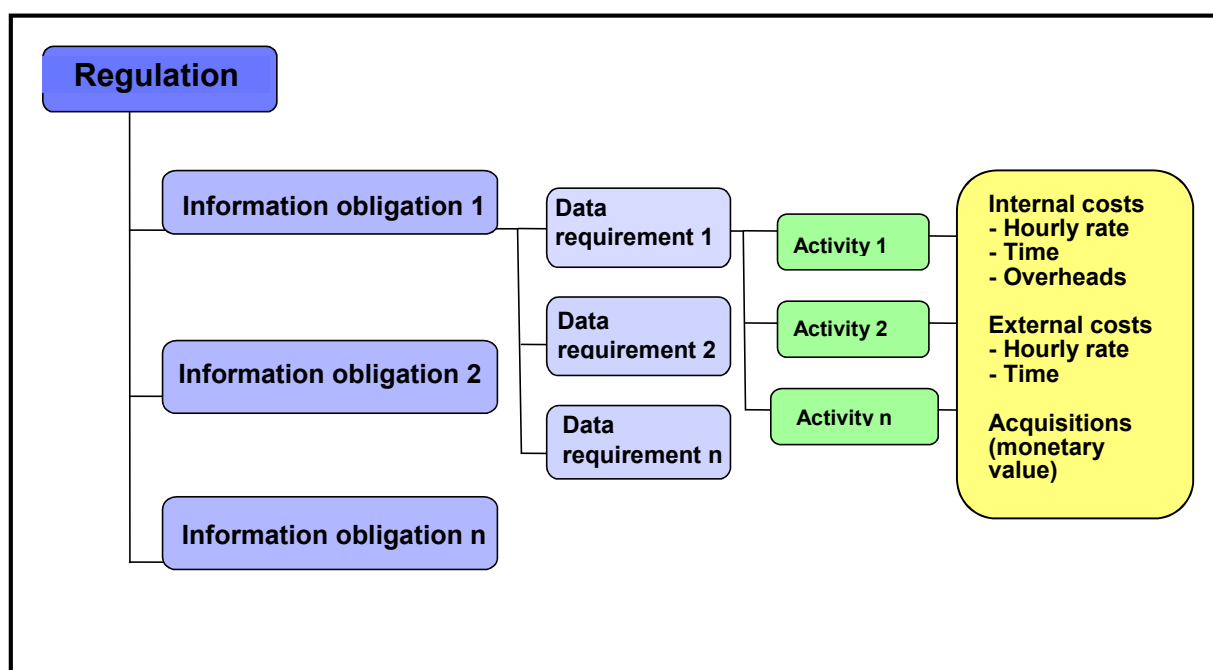 Regulation
Information obligation 1
Information obligation 2
Information obligation n
Data
requirement 1
Data
requirement 2
Data
requirement n
Activity 1
Activity 2
Activity n
Internal costs
- Hourly rate
- Time
- Overheads
External costs
- Hourly rate
- Time
Acquisitions
(monetary
value)